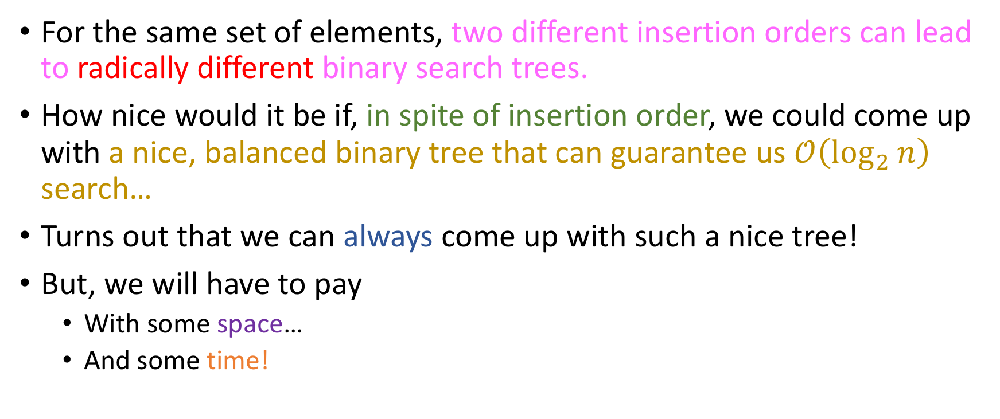 • For the same set of elements, two different insertion orders can lead
to radically different binary search trees.
• How nice would it be if, in spite of insertion order, we could come up
with a nice, balanced binary tree that can guarantee us 𝒪(log₂ 𝑛)
search…
• Turns out that we can always come up with such a nice tree!
• But, we will have to pay
• With some space…
• And some time!